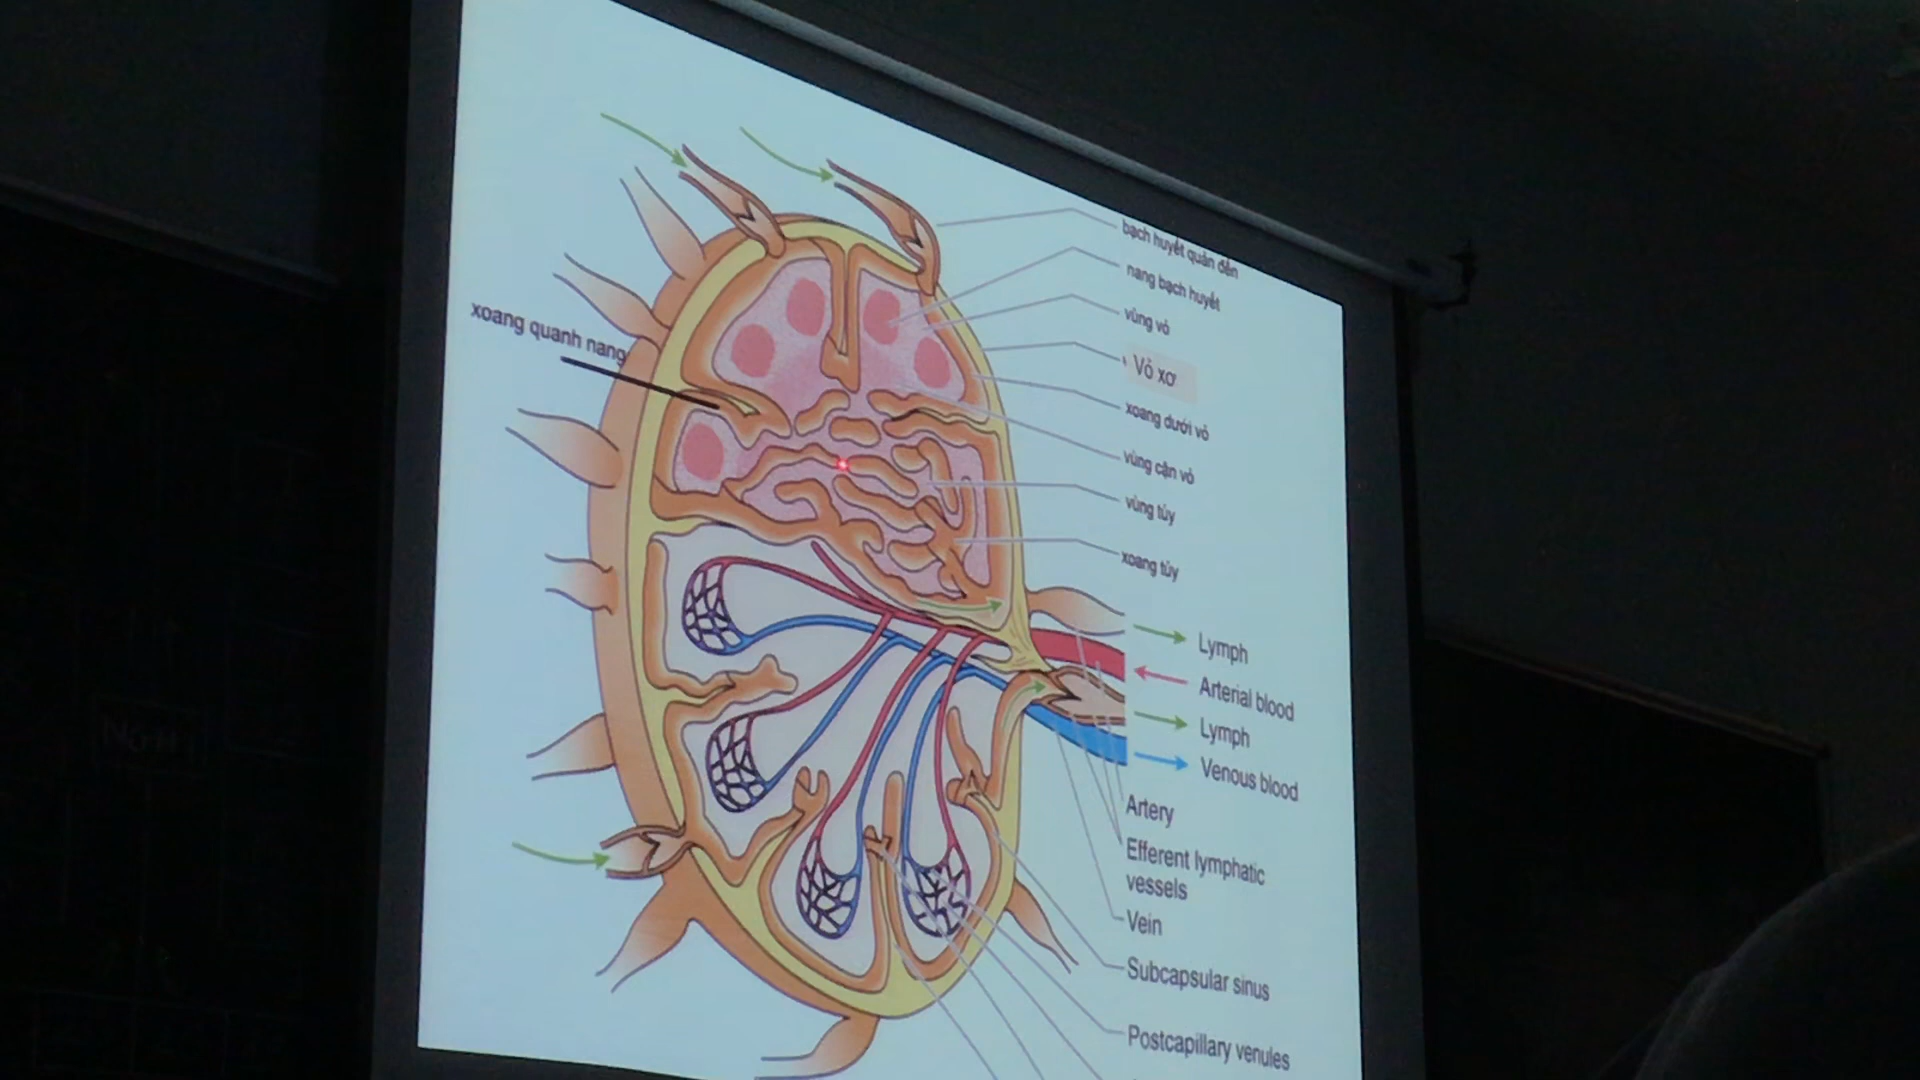 bạch huyết quản đến
nang bạch huyết
xoang quanh nang
vùng vỏ
Vỏ xơ
xoang dưới vỏ
vùng cận vỏ
vùng tủy
xoang tủy
Lymph
Arterial blood
Lymph
Venous blood
Artery
Efferent lymphatic
vessels
Vein
Subcapsular sinus
Postcapillary venules